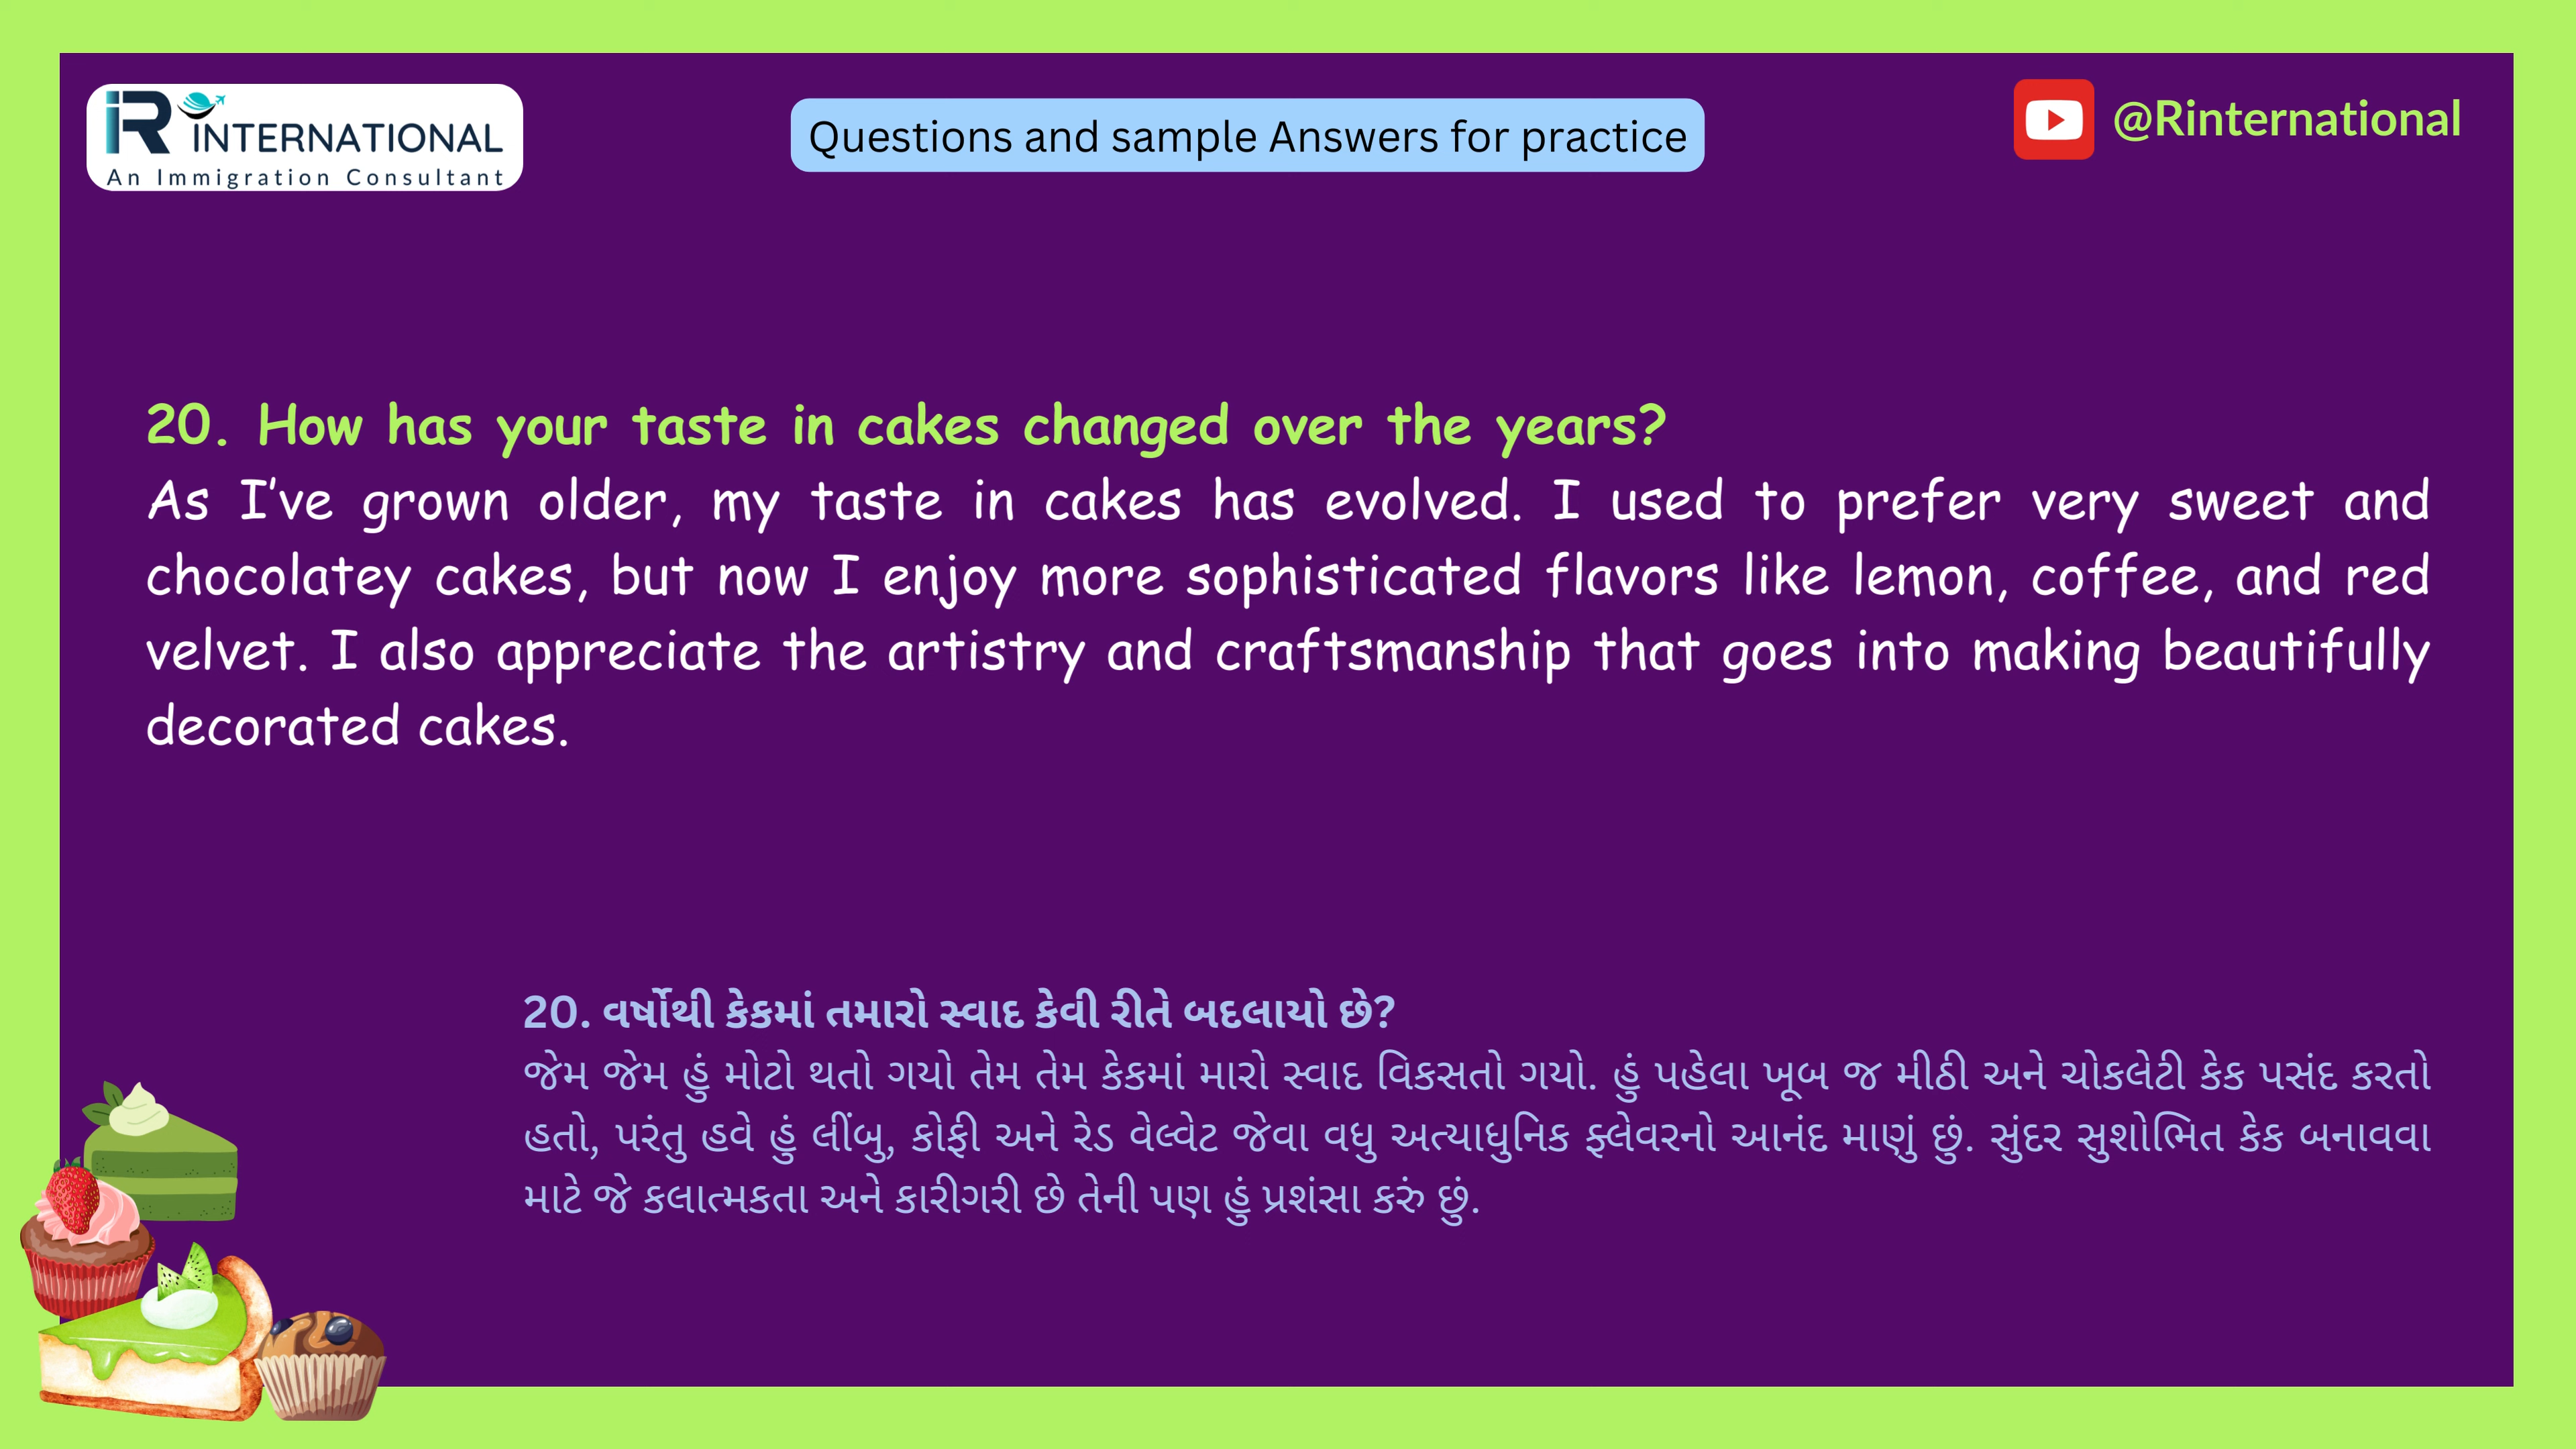 iR INTERNATIONAL
An Immigration Consultant
Questions and sample Answers for practice
@Rinternational
20. How has your taste in cakes changed over the years?
As I've grown older, my taste in cakes has evolved. I used to prefer very sweet and
chocolatey cakes, but now I enjoy more sophisticated flavors like lemon, coffee, and red
velvet. I also appreciate the artistry and craftsmanship that goes into making beautifully
decorated cakes.
20. વર્ષોથી કેકમાં તમારો સ્વાદ કેવી રીતે બદલાયો છે?
જેમ જેમ હું મોટો થતો ગયો તેમ તેમ કેકમાં મારો સ્વાદ વિકસતો ગયો. હું પહેલા ખૂબ જ મીઠી અને ચોકલેટી કેક પસંદ કરતો
હતો, પરંતુ હવે હું લીંબુ, કોફી અને રેડ વેલ્વેટ જેવા વધુ અત્યાધુનિક ફ્લેવરનો આનંદ માણું છું. સુંદર સુશોભિત કેક બનાવવા
માટે જે કલાત્મકતા અને કારીગરી છે તેની પણ હું પ્રશંસા કરું છું.